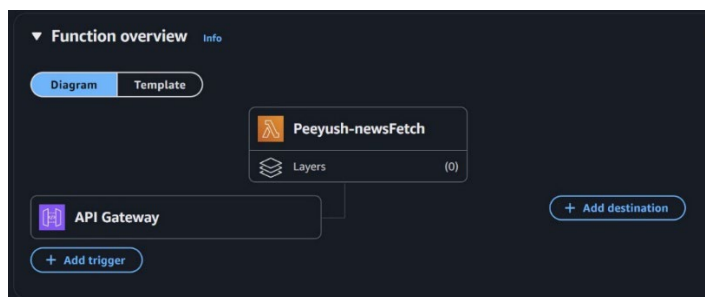 Function overview Info
Diagram Template
Peeyush-newsFetch
Layers (0)
API Gateway
+ Add destination
+ Add trigger